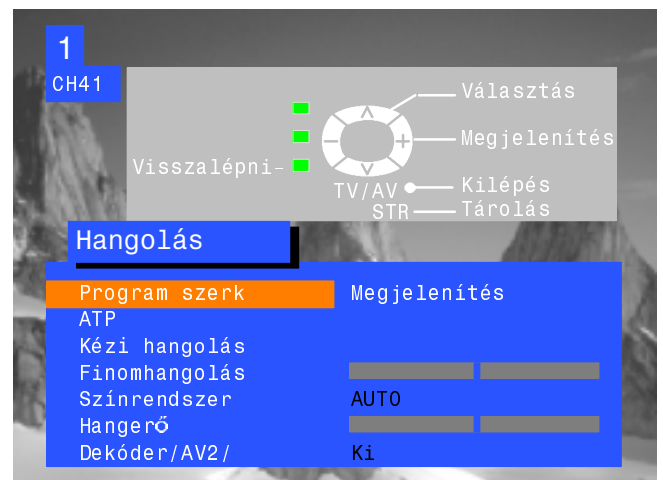 1
CH41
Választás
Megjelenítés
Visszalépni
TV/AV Kilépés
STR Tárolás
Hangolás
Program szerk Megjelenítés
ATP
Kézi hangolás
Finomhangolás
Színrendszer AUTO
Hangerő
Dekóder/AV2/ Ki